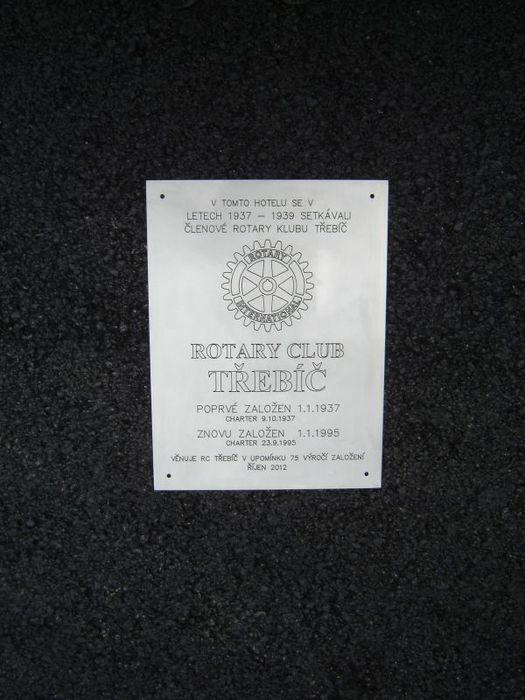 V TOMTO HOTELU SE V
LETECH 1937 – 1939 SETKÁVALI
ČLENOVÉ ROTARY KLUBU TŘEBÍČ
ROTARY
INTERNATIONAL
ROTARY CLUB
TŘEBÍČ
POPRVÉ ZALOŽEN 1.1.1937
CHARTER 9.10.1937
ZNOVU ZALOŽEN 1.1.1995
CHARTER 23.9.1995
VĚNUJE RC TŘEBÍČ V UPOMÍNKU 75 VÝROČÍ ZALOŽENÍ
ŘÍJEN 2012